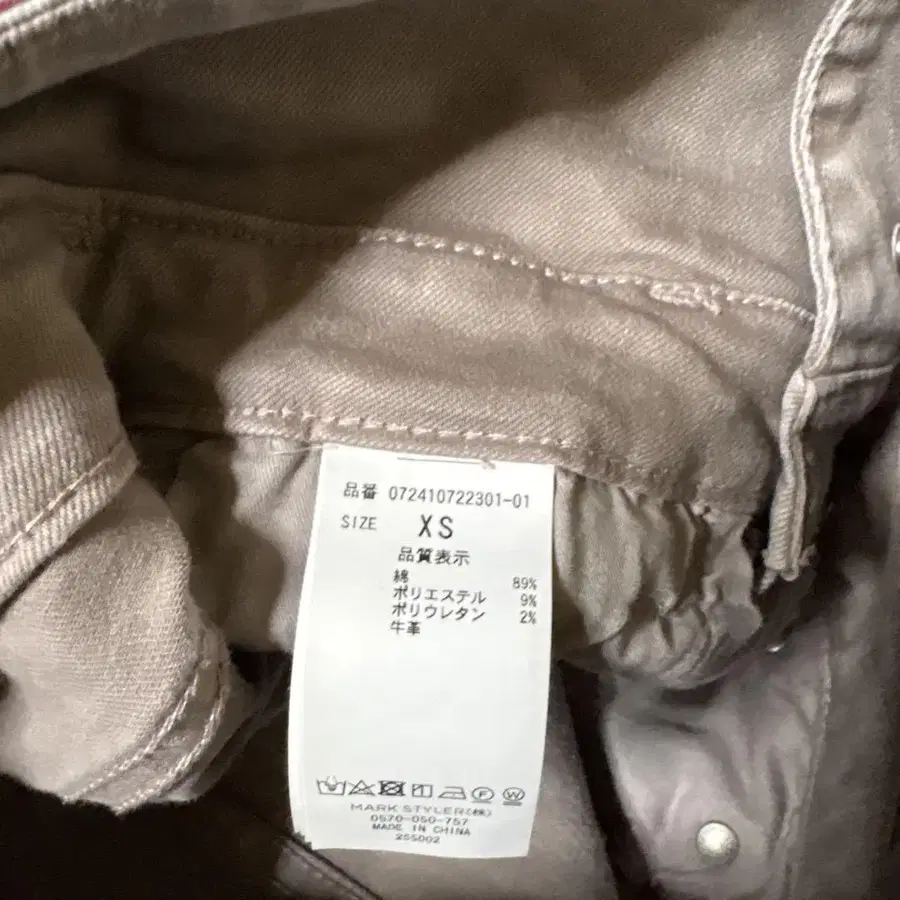 品番 072410722301-01
SIZE XS
品質表示
綿 89%
ポリエステル 9%
ポリウレタン 2%
牛革
MARK STYLER(株)
0570-050-757
MADE IN CHINA
255002